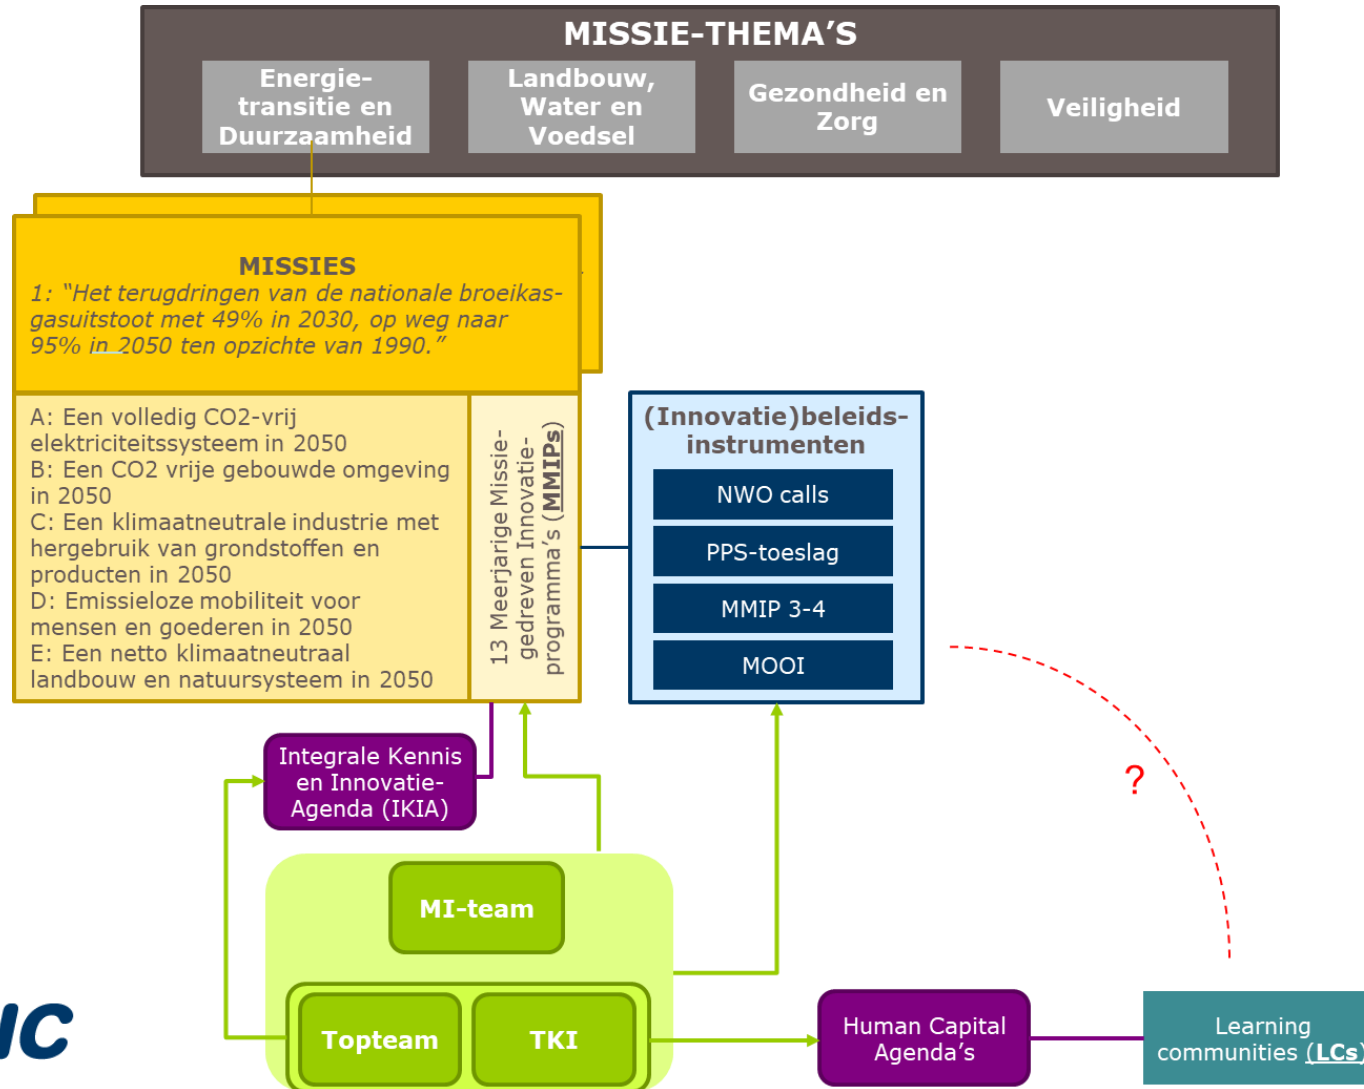 MISSIE-THEMA’S
Energie-
transitie en
Duurzaamheid
Landbouw,
Water en
Voedsel
Gezondheid en
Zorg
Veiligheid
MISSIES
1: “Het terugdringen van de nationale broeikas-
gasuitstoot met 49% in 2030, op weg naar
95% in 2050 ten opzichte van 1990.”
A: Een volledig CO2-vrij
elektriciteitssysteem in 2050
B: Een CO2 vrije gebouwde omgeving
in 2050
C: Een klimaatneutrale industrie met
hergebruik van grondstoffen en
producten in 2050
D: Emissieloze mobiliteit voor
mensen en goederen in 2050
E: Een netto klimaatneutraal
landbouw en natuursysteem in 2050
13 Meerjarige Missie-
gedreven Innovatie-
programma’s (MMIPs)
(Innovatie)beleids-
instrumenten
NWO calls
PPS-toeslag
MMIP 3-4
MOOI
?
Integrale Kennis
en Innovatie-
Agenda (IKIA)
MI-team
Topteam
TKI
Human Capital
Agenda’s
Learning
communities (LCs)